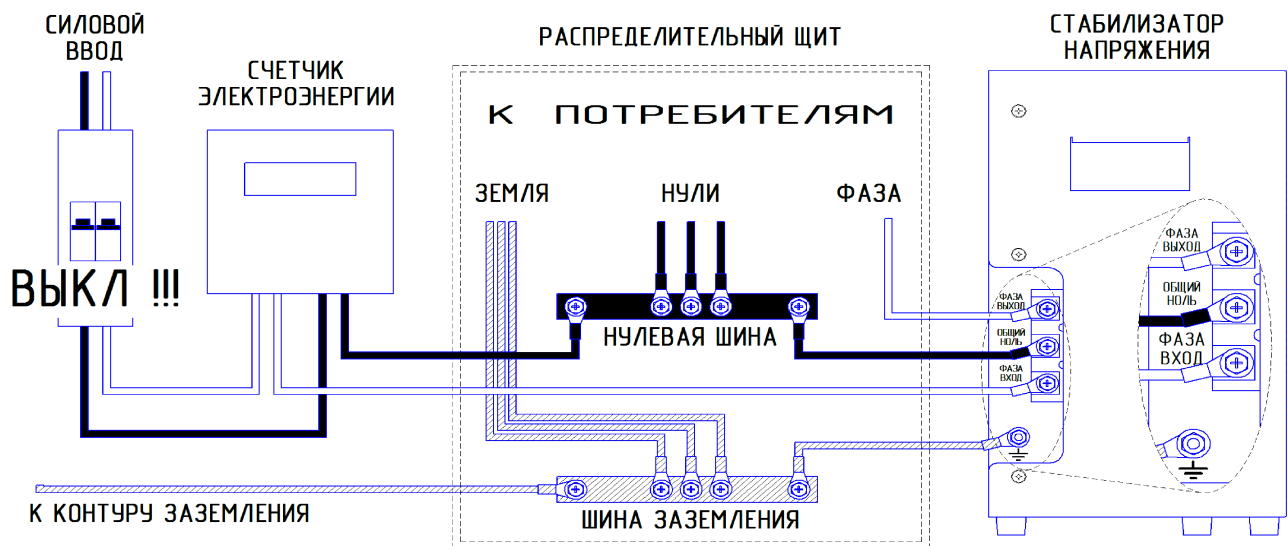 СИЛОВОЙ
ВВОД
СЧЕТЧИК
ЭЛЕКТРОЭНЕРГИИ
РАСПРЕДЕЛИТЕЛЬНЫЙ ЩИТ
СТАБИЛИЗАТОР
НАПРЯЖЕНИЯ
К ПОТРЕБИТЕЛЯМ
ЗЕМЛЯ
НУЛИ
ФАЗА
ВЫКЛ !!!
НУЛЕВАЯ ШИНА
ФАЗА
ВЫХОД
ОБЩИЙ
НОЛЬ
ФАЗА
ВХОД
ФАЗА
ВЫХОД
ОБЩИЙ
НОЛЬ
ФАЗА
ВХОД
К КОНТУРУ ЗАЗЕМЛЕНИЯ
ШИНА ЗАЗЕМЛЕНИЯ